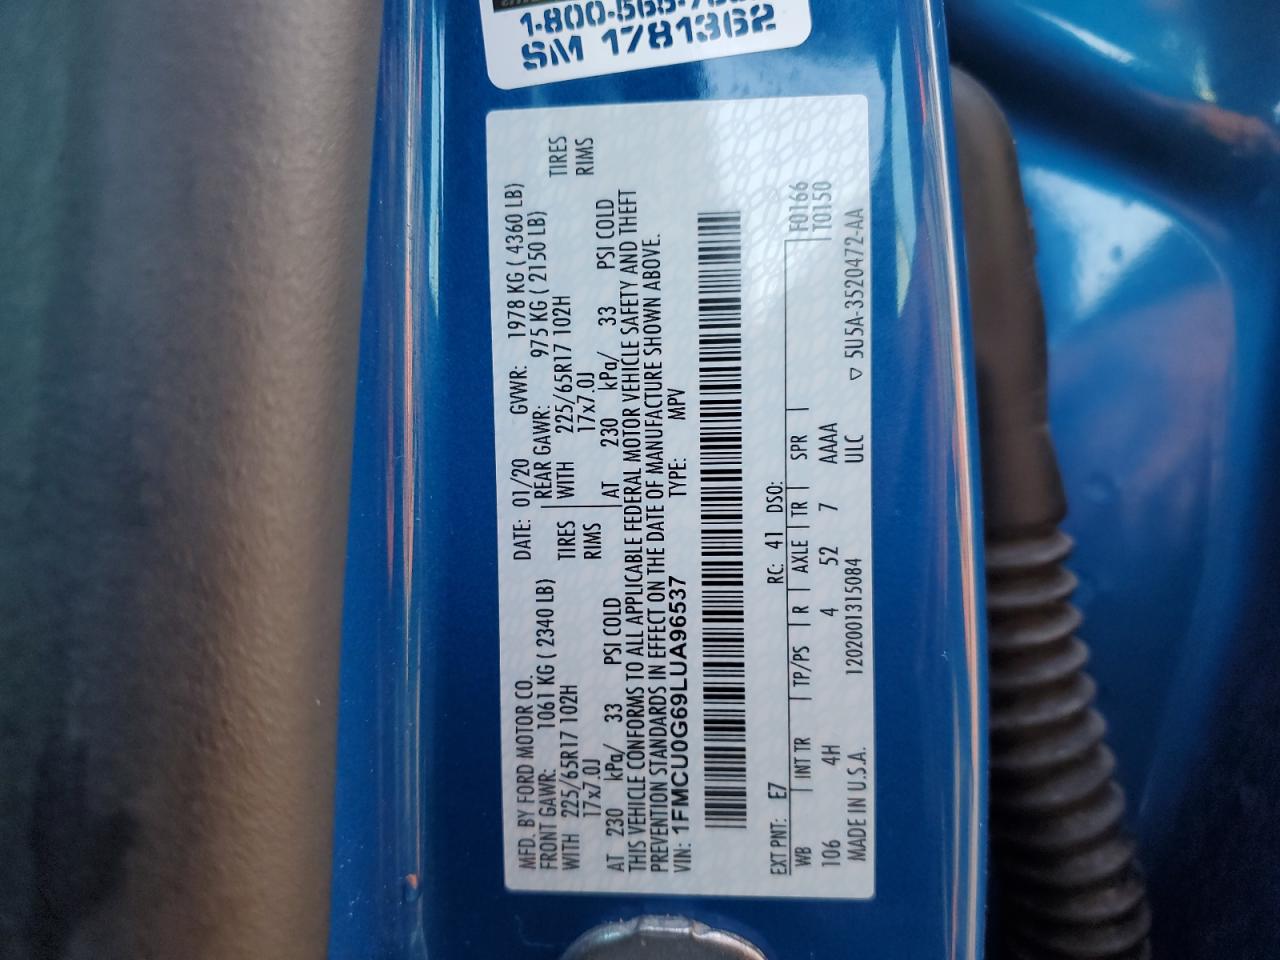 1-800-565-7
SM 1781362
MFD. BY FORD MOTOR CO.
DATE: 01/20 GVWR: 1978 KG ( 4360 LB)
FRONT GAWR: 1061 KG ( 2340 LB)
REAR GAWR: 975 KG ( 2150 LB)
WITH 225/65R17 102H TIRES
WITH 225/65R17 102H TIRES
17x7.0J RIMS
17x7.0J RIMS
AT 230 kPa/ 33 PSI COLD
AT 230 kPa/ 33 PSI COLD
THIS VEHICLE CONFORMS TO ALL APPLICABLE FEDERAL MOTOR VEHICLE SAFETY AND THEFT
PREVENTION STANDARDS IN EFFECT ON THE DATE OF MANUFACTURE SHOWN ABOVE.
VIN: 1FMCU0G69LUA96537 TYPE: MPV
F0166
T0150
EXT PNT: E7 RC: 41 DSO:
WB INT TR TP/PS R AXLE TR SPR
106 4H 4 52 7 AAAA
MADE IN U.S.A. 1202001315084 ULC ▽ 5U5A-3520472-AA